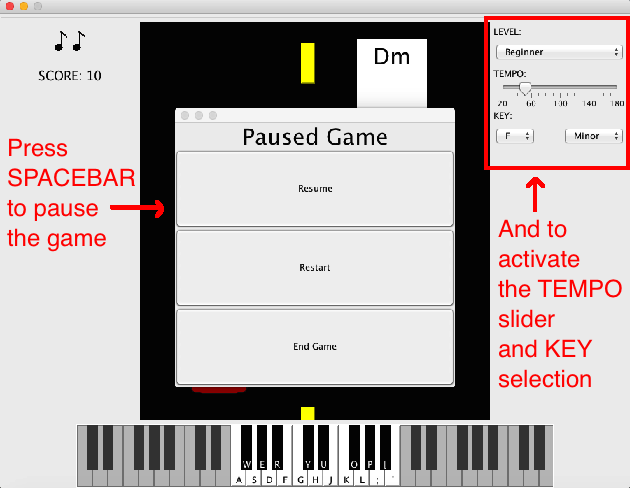 SCORE: 10
Dm
LEVEL:
Beginner
TEMPO:
20 60 100 140 180
KEY:
F Minor
Paused Game
Resume
Restart
End Game
Press
SPACEBAR
to pause
the game
And to
activate
the TEMPO
slider
and KEY
selection
W E R Y U O P [
A S D F G H J K L ; '